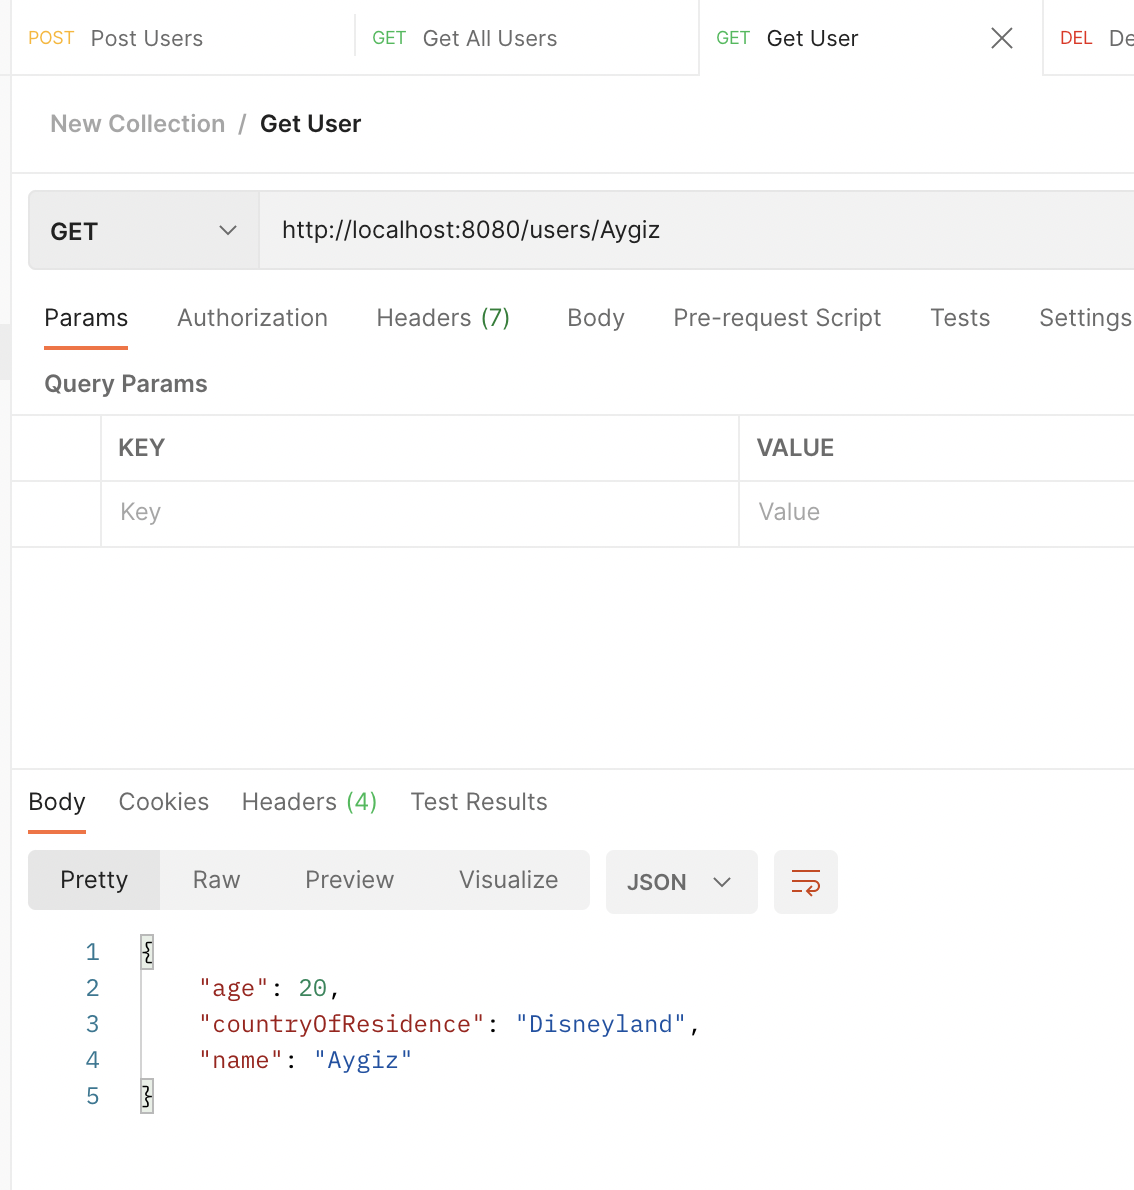 POST Post Users GET Get All Users GET Get User DEL De
New Collection / Get User
GET http://localhost:8080/users/Aygiz
Params Authorization Headers (7) Body Pre-request Script Tests Settings
Query Params
KEY VALUE
Key Value
Body Cookies Headers (4) Test Results
Pretty Raw Preview Visualize JSON
1 {
2 "age": 20,
3 "countryOfResidence": "Disneyland",
4 "name": "Aygiz"
5 }